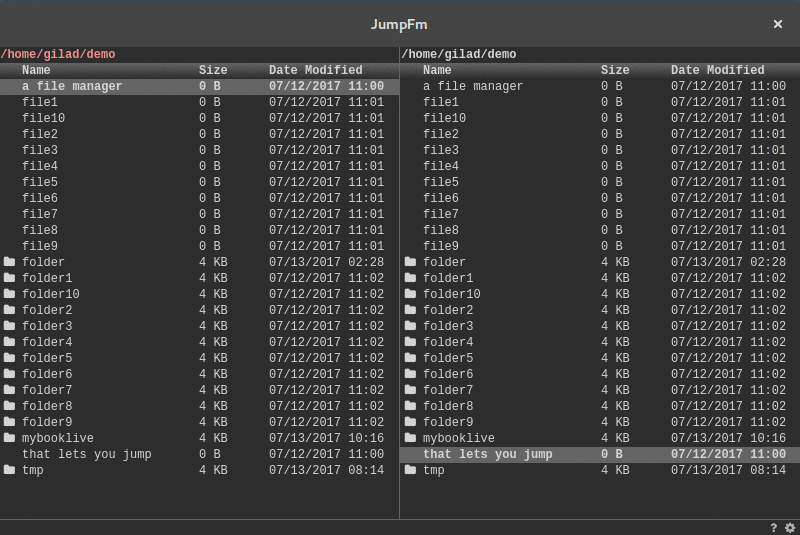 JumpFm
/home/gilad/demo
Name Size Date Modified
a file manager 0 B 07/12/2017 11:00
file1 0 B 07/12/2017 11:01
file10 0 B 07/12/2017 11:01
file2 0 B 07/12/2017 11:01
file3 0 B 07/12/2017 11:01
file4 0 B 07/12/2017 11:01
file5 0 B 07/12/2017 11:01
file6 0 B 07/12/2017 11:01
file7 0 B 07/12/2017 11:01
file8 0 B 07/12/2017 11:01
file9 0 B 07/12/2017 11:01
folder 4 KB 07/13/2017 02:28
folder1 4 KB 07/12/2017 11:02
folder10 4 KB 07/12/2017 11:02
folder2 4 KB 07/12/2017 11:02
folder3 4 KB 07/12/2017 11:02
folder4 4 KB 07/12/2017 11:02
folder5 4 KB 07/12/2017 11:02
folder6 4 KB 07/12/2017 11:02
folder7 4 KB 07/12/2017 11:02
folder8 4 KB 07/12/2017 11:02
folder9 4 KB 07/12/2017 11:02
mybooklive 4 KB 07/13/2017 10:16
that lets you jump 0 B 07/12/2017 11:00
tmp 4 KB 07/13/2017 08:14
/home/gilad/demo
Name Size Date Modified
a file manager 0 B 07/12/2017 11:00
file1 0 B 07/12/2017 11:01
file10 0 B 07/12/2017 11:01
file2 0 B 07/12/2017 11:01
file3 0 B 07/12/2017 11:01
file4 0 B 07/12/2017 11:01
file5 0 B 07/12/2017 11:01
file6 0 B 07/12/2017 11:01
file7 0 B 07/12/2017 11:01
file8 0 B 07/12/2017 11:01
file9 0 B 07/12/2017 11:01
folder 4 KB 07/13/2017 02:28
folder1 4 KB 07/12/2017 11:02
folder10 4 KB 07/12/2017 11:02
folder2 4 KB 07/12/2017 11:02
folder3 4 KB 07/12/2017 11:02
folder4 4 KB 07/12/2017 11:02
folder5 4 KB 07/12/2017 11:02
folder6 4 KB 07/12/2017 11:02
folder7 4 KB 07/12/2017 11:02
folder8 4 KB 07/12/2017 11:02
folder9 4 KB 07/12/2017 11:02
mybooklive 4 KB 07/13/2017 10:16
that lets you jump 0 B 07/12/2017 11:00
tmp 4 KB 07/13/2017 08:14
?